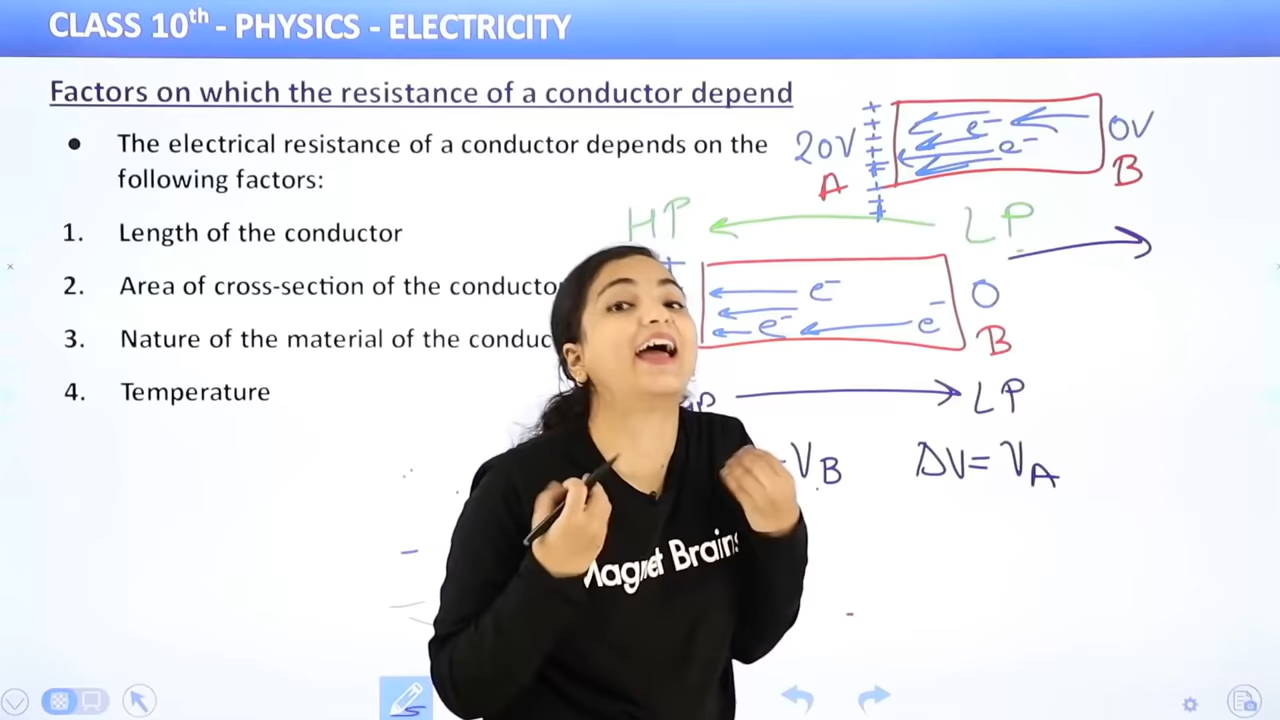 CLASS 10th - PHYSICS - ELECTRICITY
Factors on which the resistance of a conductor depend
• The electrical resistance of a conductor depends on the
following factors:
1. Length of the conductor
2. Area of cross-section of the conducto
3. Nature of the material of the conduc
4. Temperature
+
+
+
+
+
+
+
20V
A
e-
e-
0V
B
HP
LP
+
e-
e-
e-
0
B
LP
VB
ΔV= VA
Magnet Brains